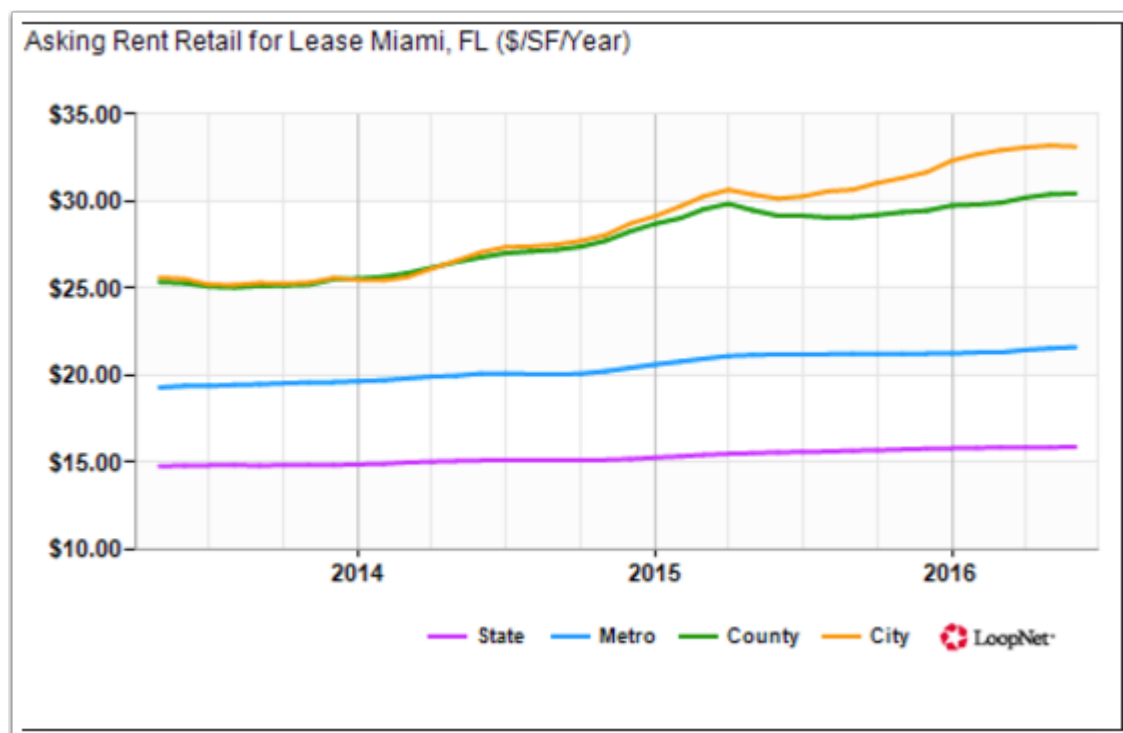 Asking Rent Retail for Lease Miami, FL ($/SF/Year)
$35.00
$30.00
$25.00
$20.00
$15.00
$10.00
2014 2015 2016
State Metro County City LoopNet™